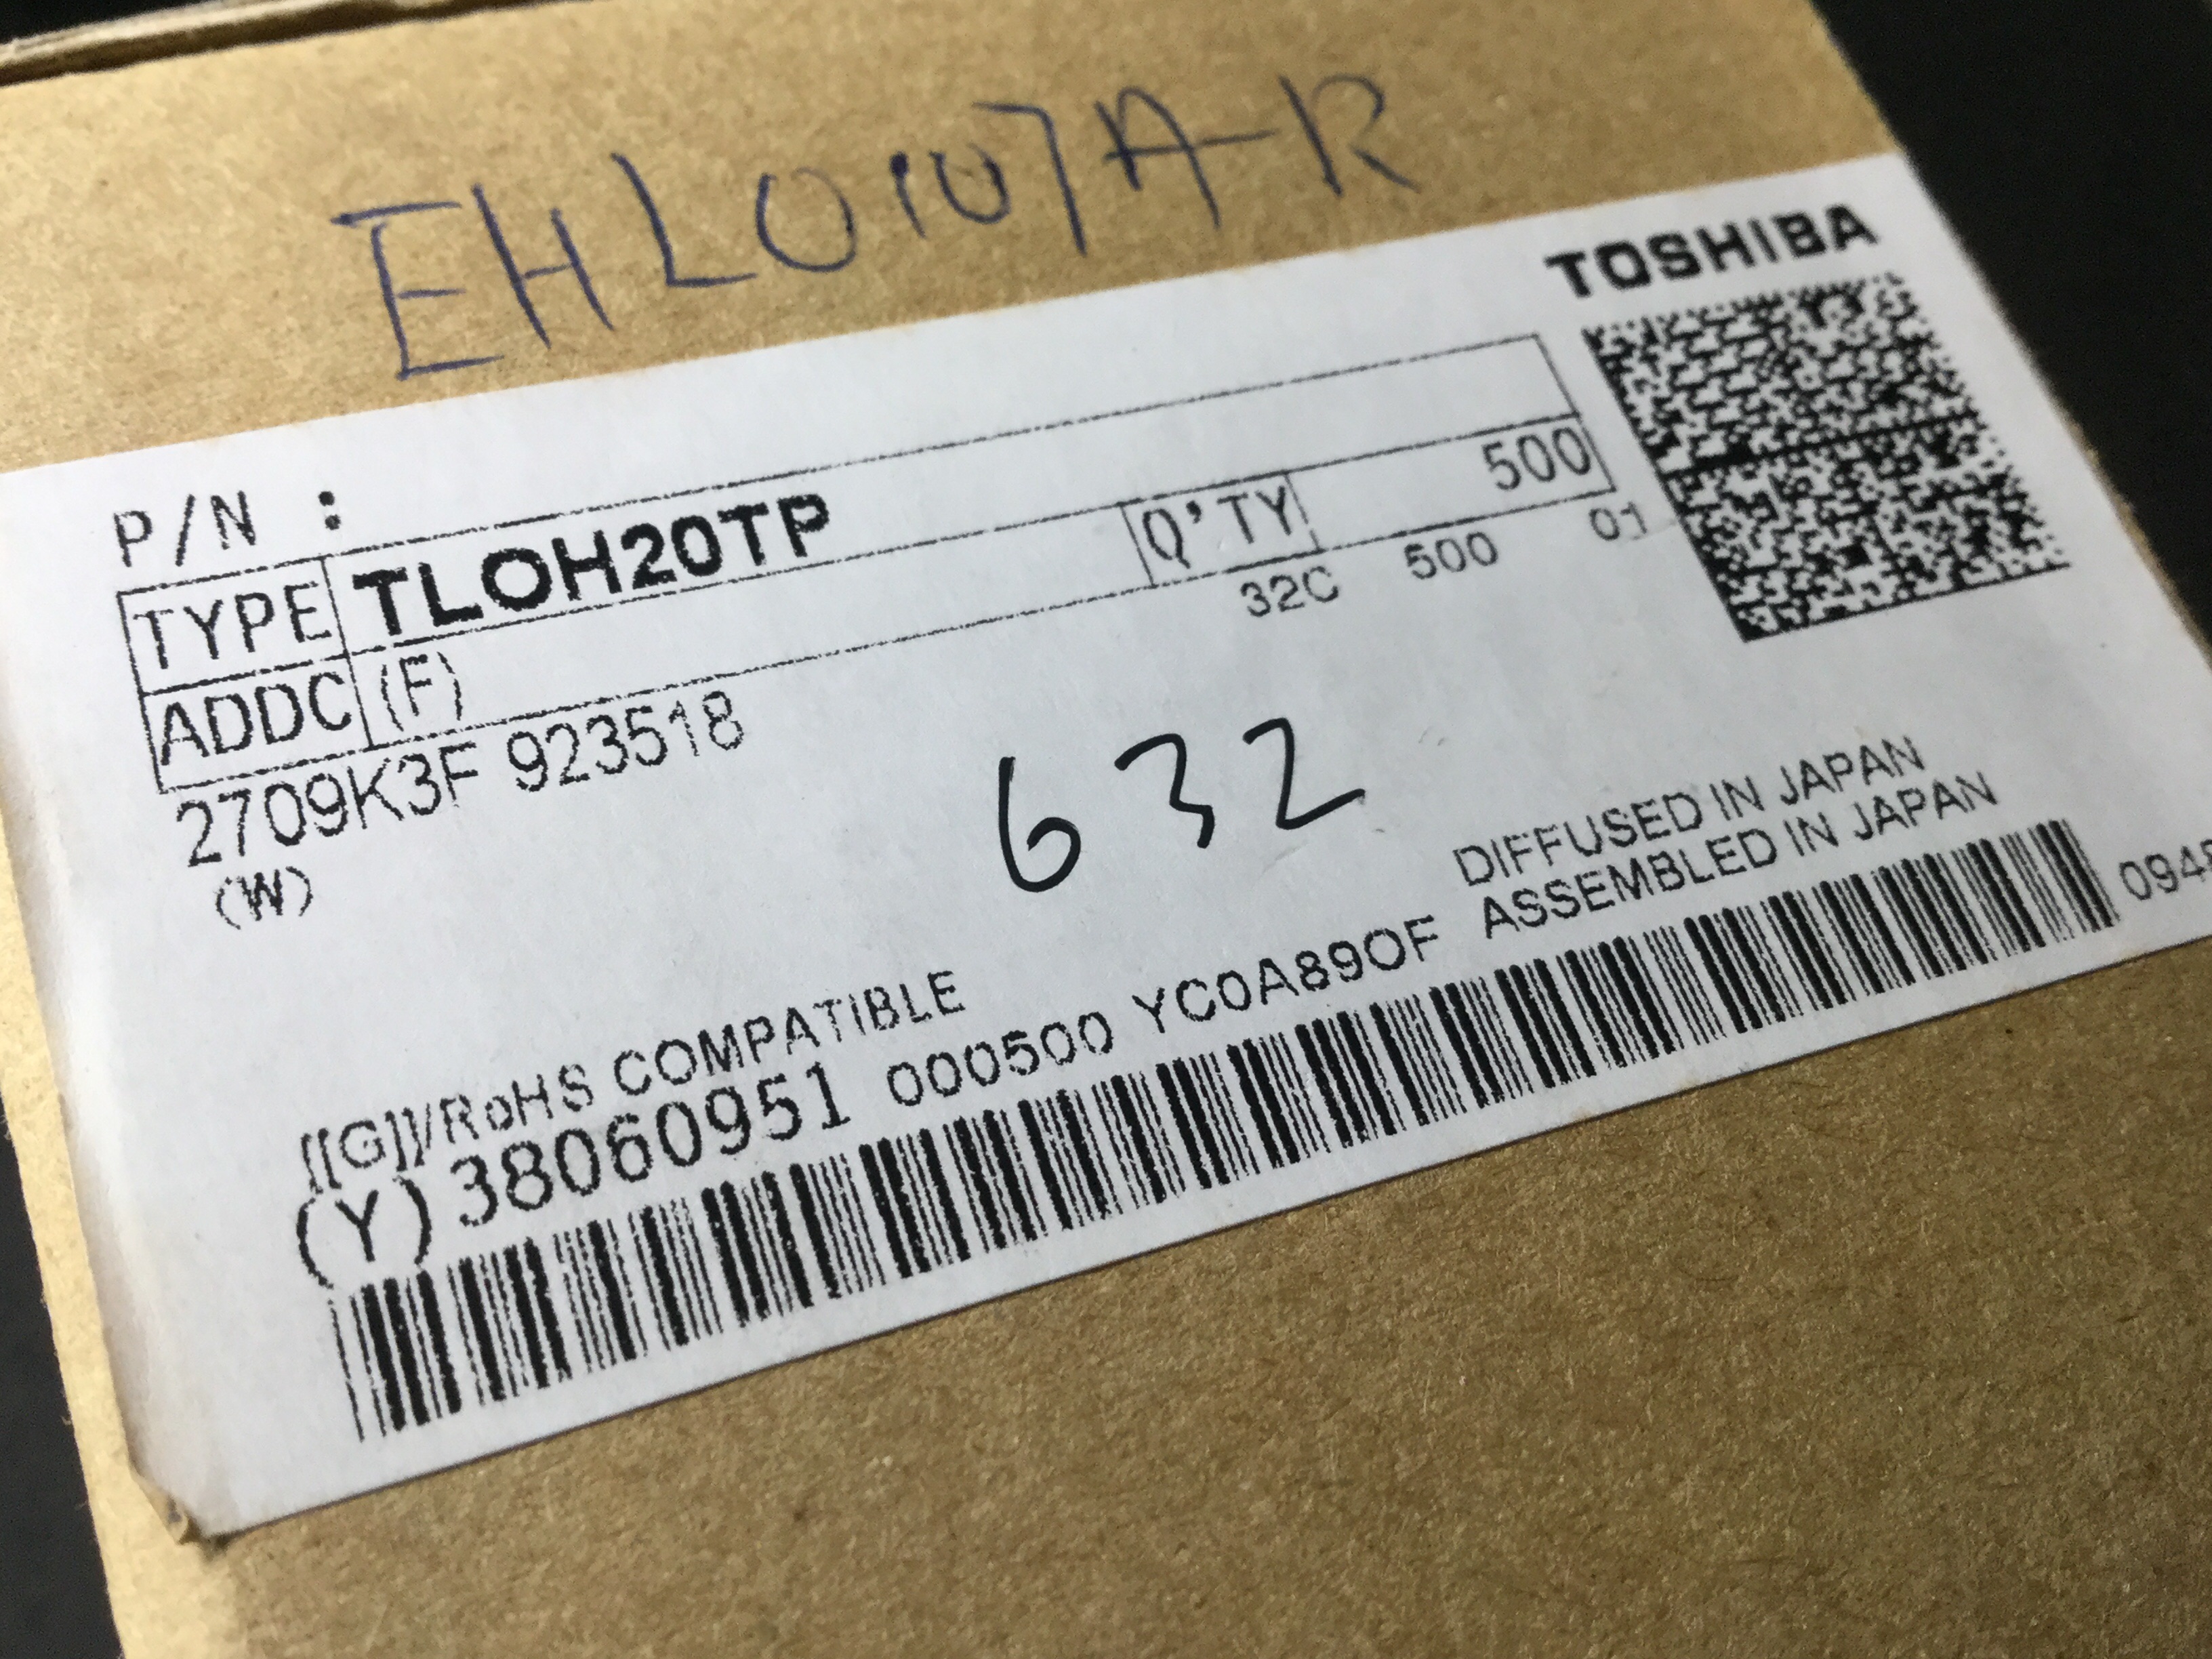 EHL0107A-R
TOSHIBA
P/N :
TYPE TLOH20TP Q'TY 500
ADDC (F) 32C 500 01
2709K3F 923518
(W)
632
DIFFUSED IN JAPAN
[[G]]/RoHS COMPATIBLE ASSEMBLED IN JAPAN
(Y) 38060951 000500 YC0A89OF